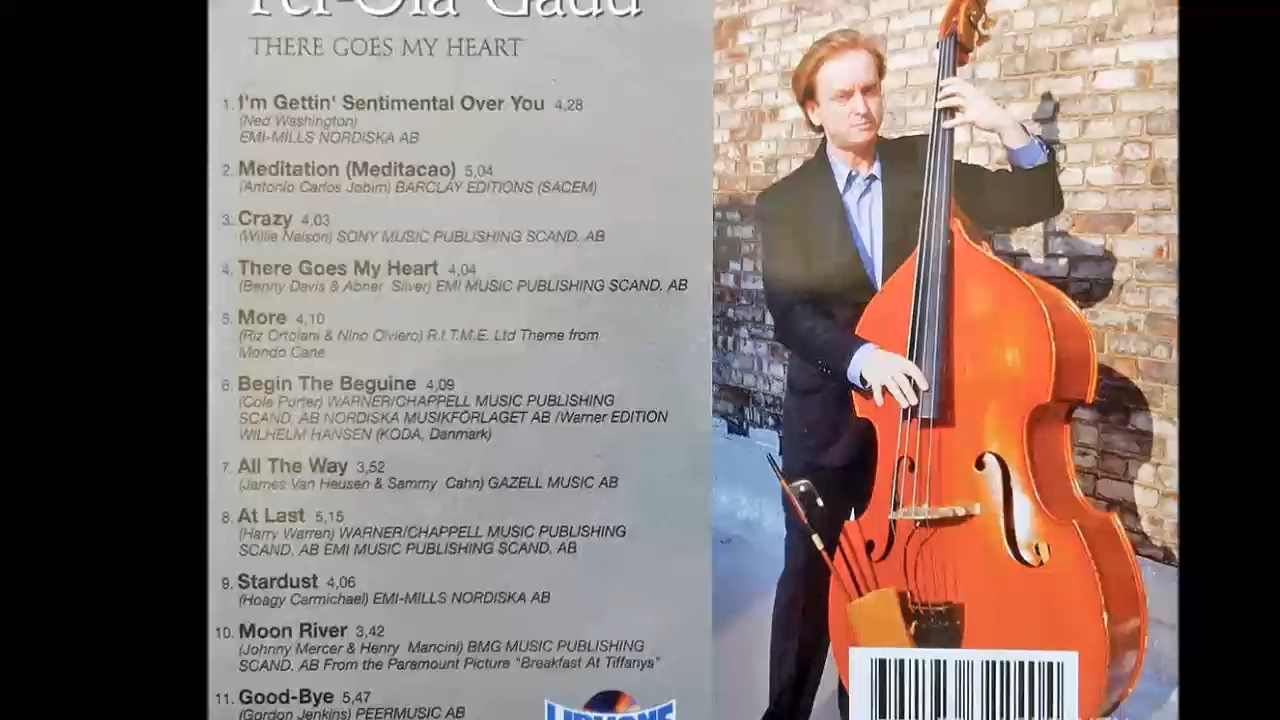 Per-Ola Gadd
THERE GOES MY HEART
1. I'm Gettin' Sentimental Over You 4,28
(Ned Washington)
EMI-MILLS NORDISKA AB
2. Meditation (Meditacao) 5,04
(Antonio Carlos Jobim) BARCLAY EDITIONS (SACEM)
3. Crazy 4,03
(Willie Nelson) SONY MUSIC PUBLISHING SCAND. AB
4. There Goes My Heart 4,04
(Benny Davis & Abner Silver) EMI MUSIC PUBLISHING SCAND. AB
5. More 4,10
(Riz Ortolani & Nino Olviero) R.I.T.M.E. Ltd Theme from
Mondo Cane
6. Begin The Beguine 4,09
(Cole Porter) WARNER/CHAPPELL MUSIC PUBLISHING
SCAND. AB NORDISKA MUSIKFÖRLAGET AB /Warner EDITION
WILHELM HANSEN (KODA, Danmark)
7. All The Way 3,52
(James Van Heusen & Sammy Cahn) GAZELL MUSIC AB
8. At Last 5,15
(Harry Warren) WARNER/CHAPPELL MUSIC PUBLISHING
SCAND. AB EMI MUSIC PUBLISHING SCAND. AB
9. Stardust 4,06
(Hoagy Carmichael) EMI-MILLS NORDISKA AB
10. Moon River 3,42
(Johnny Mercer & Henry Mancini) BMG MUSIC PUBLISHING
SCAND. AB From the Paramount Picture "Breakfast At Tiffanys"
11. Good-Bye 5,47
(Gordon Jenkins) PEERMUSIC AB